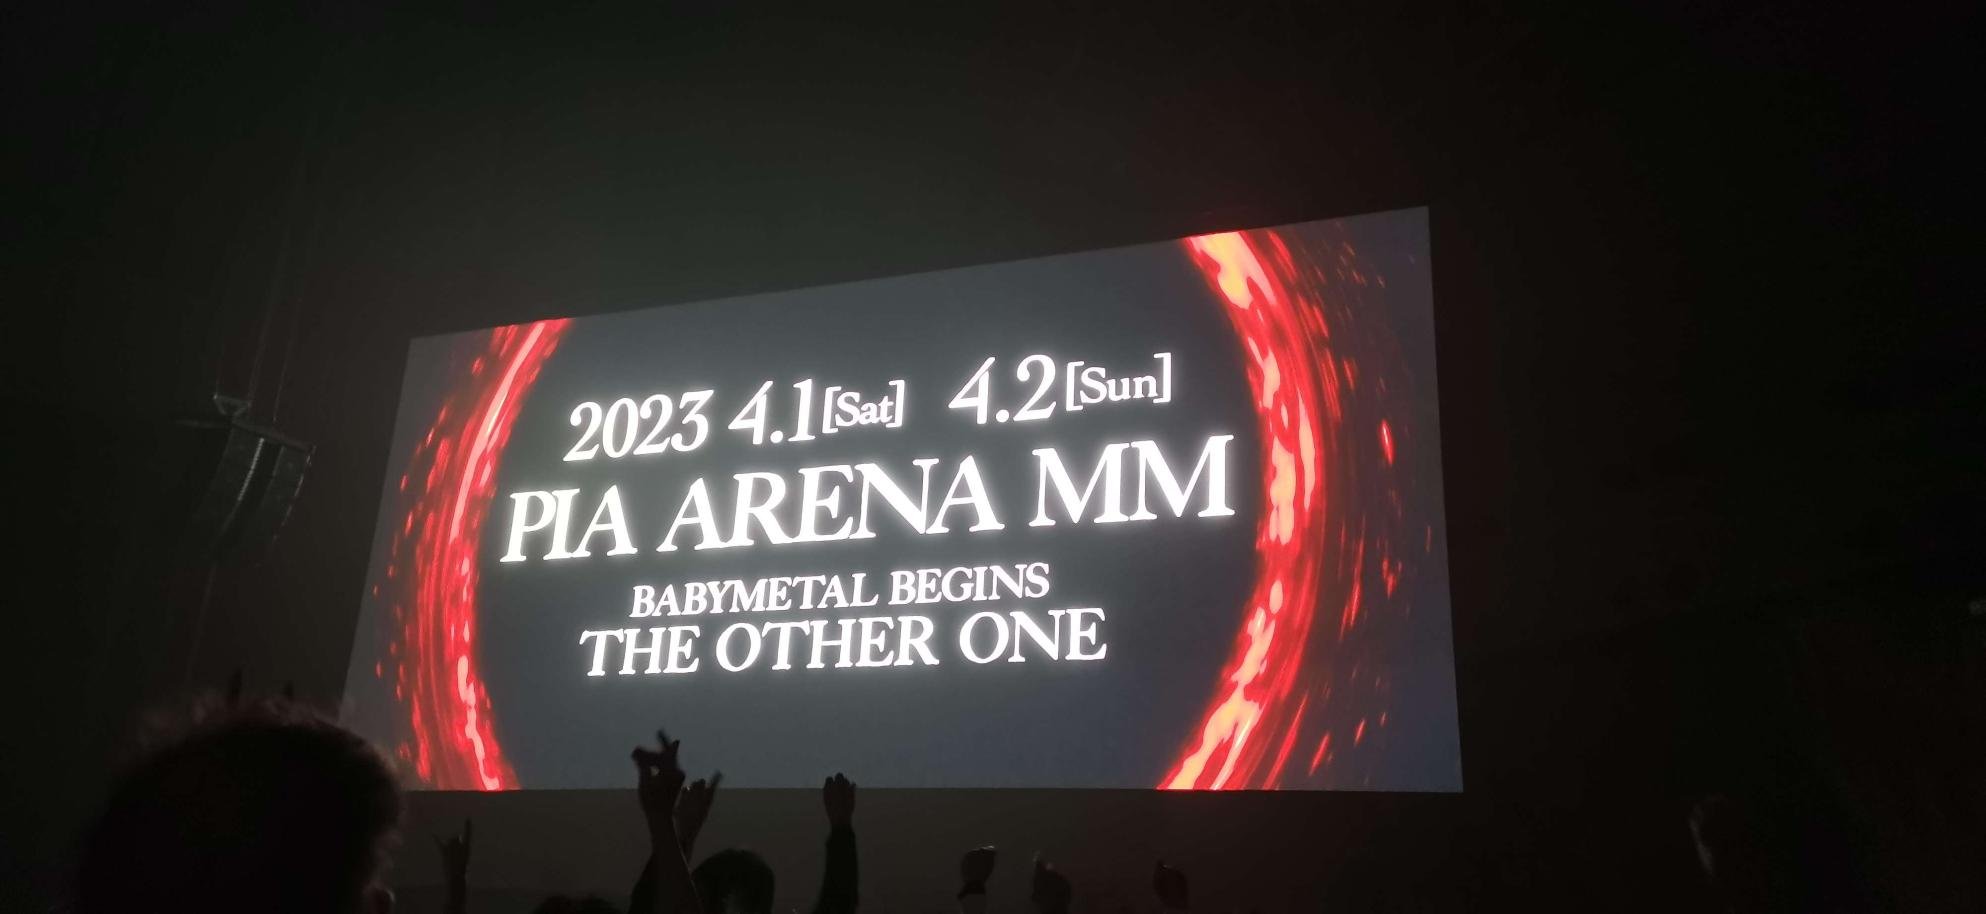 2023 4.1[Sat] 4.2[Sun]
PIA ARENA MM
BABYMETAL BEGINS
THE OTHER ONE